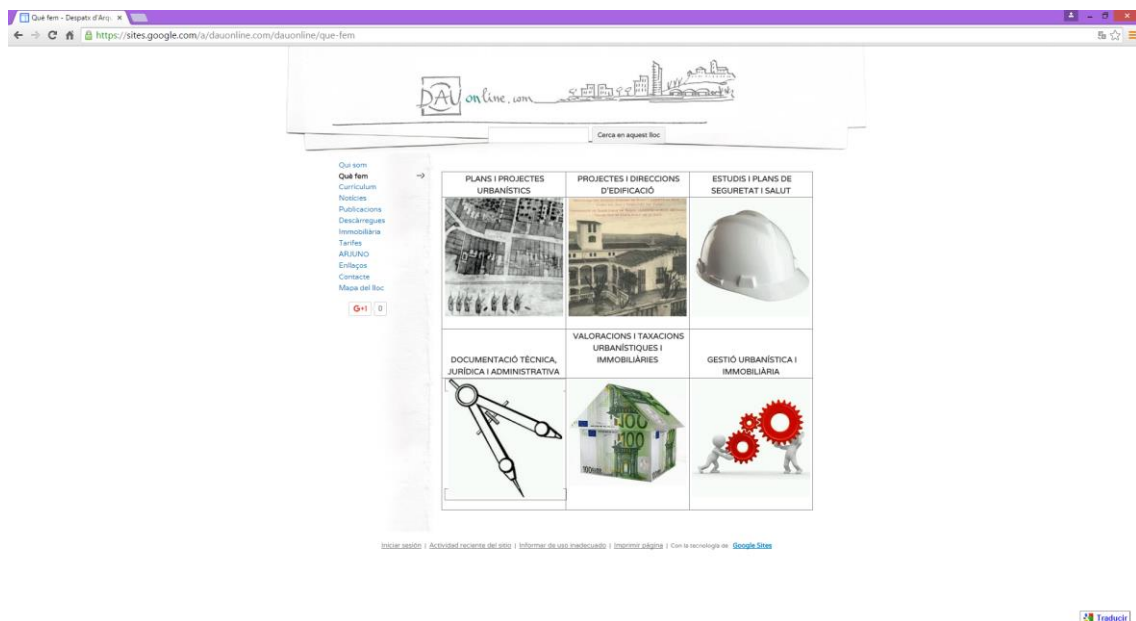 Què fem - Despatx d'Arqu
https://sites.google.com/a/dauonline.com/dauonline/que-fem
DAU online.com
Cerca en aquest lloc
Qui som
Què fem
Currículum
Notícies
Publicacions
Descàrregues
Immobiliària
Tarifes
ARJUNO
Enllaços
Contacte
Mapa del lloc
G+1 0
PLANS I PROJECTES
URBANÍSTICS
PROJECTES I DIRECCIONS
D'EDIFICACIÓ
ESTUDIS I PLANS DE
SEGURETAT I SALUT
DOCUMENTACIÓ TÈCNICA,
JURÍDICA I ADMINISTRATIVA
VALORACIONS I TAXACIONS
URBANÍSTIQUES I
IMMOBILIÀRIES
GESTIÓ URBANÍSTICA I
IMMOBILIÀRIA
100
100
100
Iniciar sesión | Actividad reciente del sitio | Informar de uso inadecuado | Imprimir página | Con la tecnología de Google Sites
Traducir